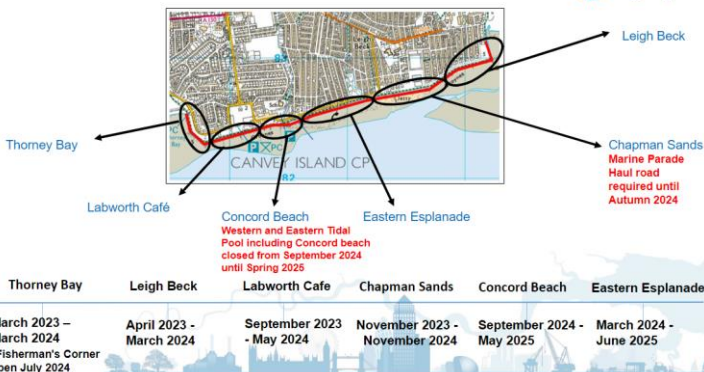 Leigh Beck
Thorney Bay
CANVEY ISLAND CP
Chapman Sands
Marine Parade
Haul road
required until
Autumn 2024
Labworth Café
Concord Beach
Eastern Esplanade
Western and Eastern Tidal
Pool including Concord beach
closed from September 2024
until Spring 2025
Thorney Bay Leigh Beck Labworth Cafe Chapman Sands Concord Beach Eastern Esplanade
March 2023 – April 2023 - September 2023 November 2023 - September 2024 - March 2024 -
March 2024 March 2024 - May 2024 November 2024 May 2025 June 2025
Fisherman's Corner
open July 2024